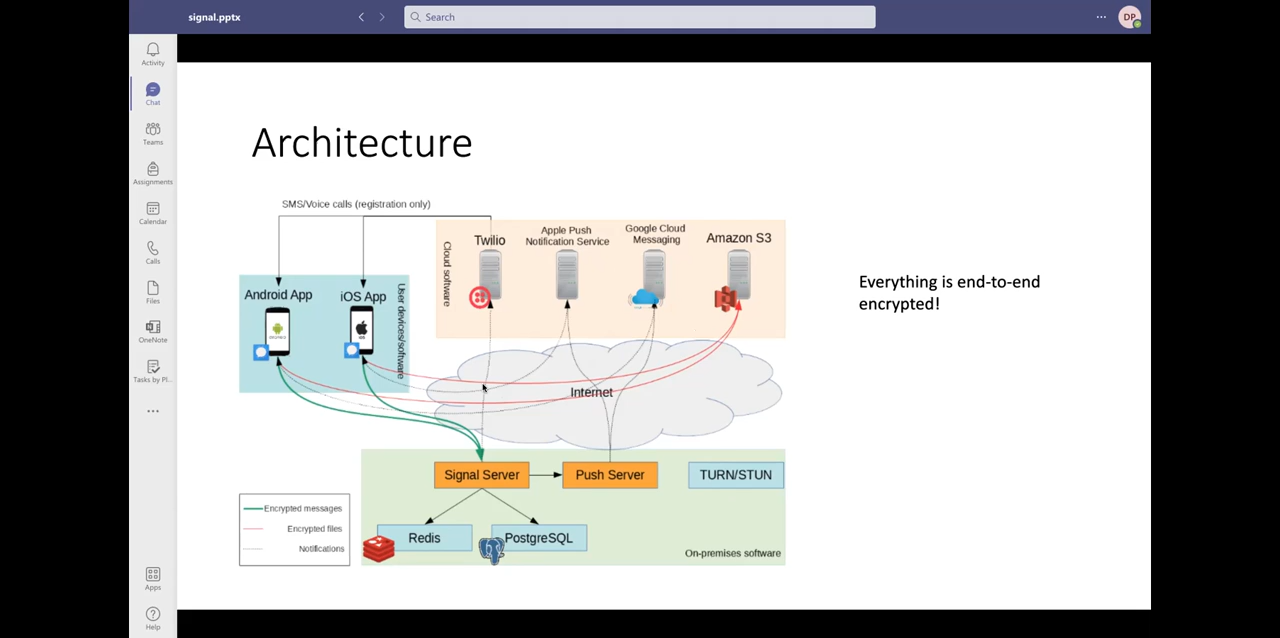 signal.pptx
Search
DP
Activity
Chat
Teams
Assignments
Calendar
Calls
Files
OneNote
Tasks by Pl...
Apps
Help
Architecture
SMS/Voice calls (registration only)
Cloud software
Twilio
Apple Push
Notification Service
Google Cloud
Messaging
Amazon S3
Everything is end-to-end
encrypted!
Android App
iOS App
User devices/software
Internet
Signal Server
Push Server
TURN/STUN
Redis
PostgreSQL
On-premises software
Encrypted messages
Encrypted files
Notifications